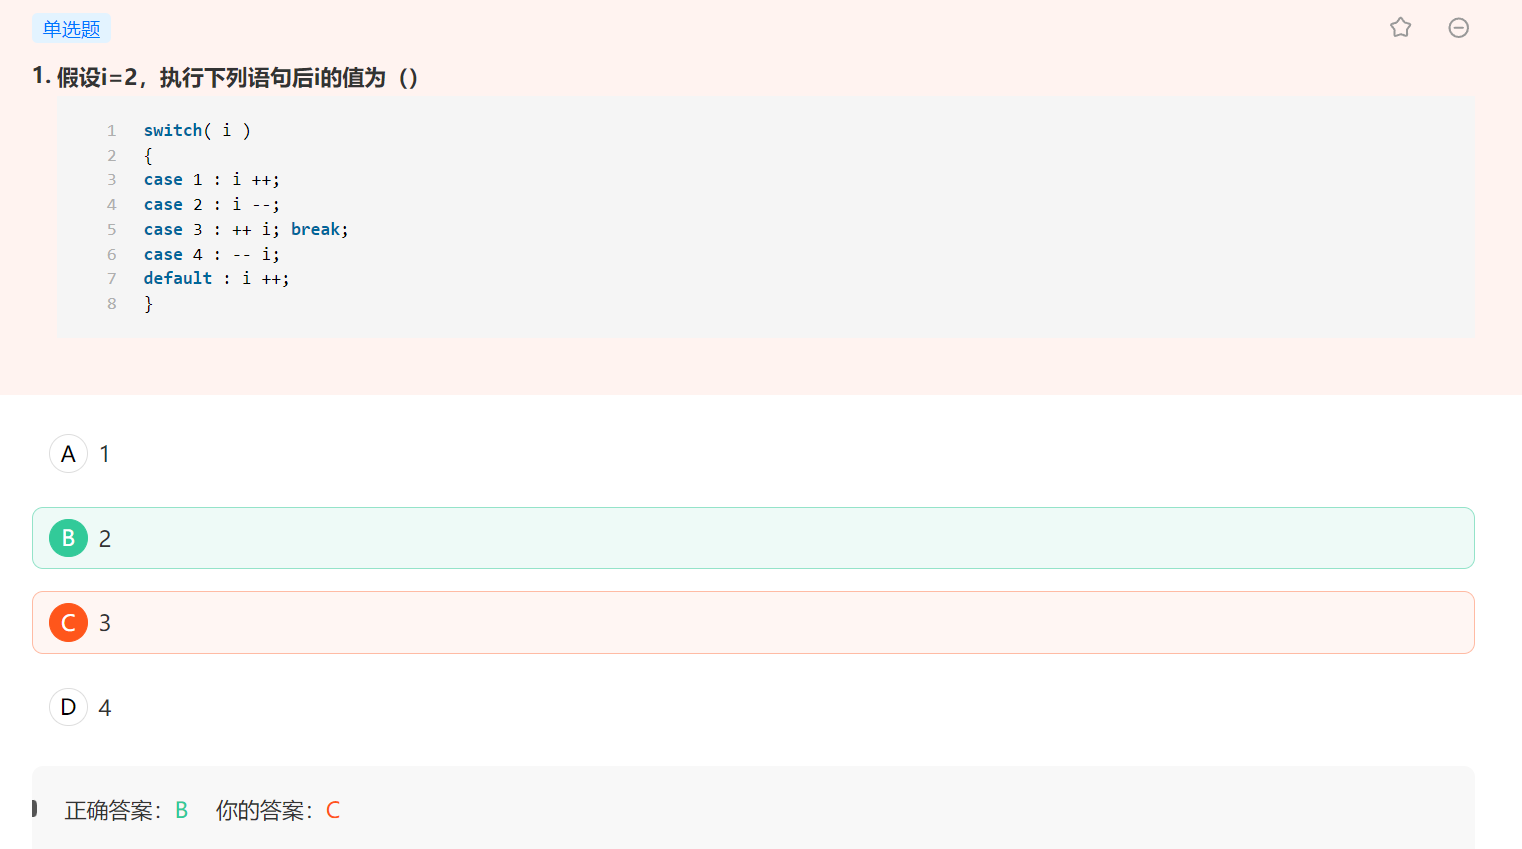 单选题
1. 假设i=2，执行下列语句后i的值为（）
1 switch( i )
2 {
3 case 1 : i ++;
4 case 2 : i --;
5 case 3 : ++ i; break;
6 case 4 : -- i;
7 default : i ++;
8 }
A 1
B 2
C 3
D 4
正确答案：B 你的答案：C